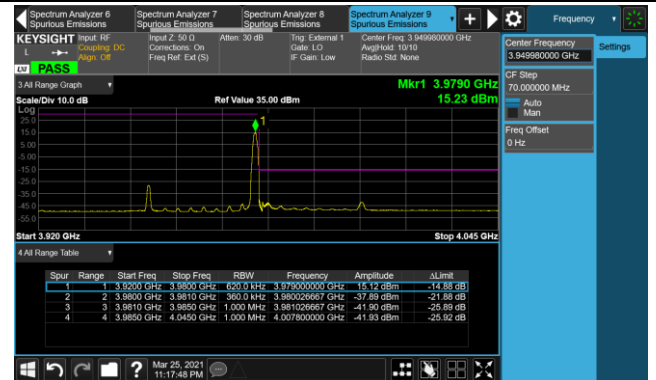 Spectrum Analyzer 6
Spurious Emissions
Spectrum Analyzer 7
Spurious Emissions
Spectrum Analyzer 8
Spurious Emissions
Spectrum Analyzer 9
Spurious Emissions
Frequency
KEYSIGHT
L
LXI
PASS
Input: RF
Coupling: DC
Align: Off
Input Z: 50 Ω
Corrections: On
Freq Ref: Ext (S)
Atten: 30 dB
Trig: External 1
Gate: LO
IF Gain: Low
Center Freq: 3.949980000 GHz
Avg|Hold: 10/10
Radio Std: None
Center Frequency
3.949980000 GHz
Settings
CF Step
70.000000 MHz
Auto
Man
Freq Offset
0 Hz
3 All Range Graph
Mkr1 3.9790 GHz
15.23 dBm
Scale/Div 10.0 dB
Ref Value 35.00 dBm
Log
25.0
15.0
5.00
-5.00
-15.0
-25.0
-35.0
-45.0
-55.0
1
Start 3.920 GHz
Stop 4.045 GHz
4 All Range Table
Spur Range Start Freq Stop Freq RBW Frequency Amplitude ΔLimit
1 1 3.9200 GHz 3.9800 GHz 620.0 kHz 3.979000000 GHz 15.12 dBm -14.88 dB
2 2 3.9800 GHz 3.9810 GHz 360.0 kHz 3.980026667 GHz -37.89 dBm -21.88 dB
3 3 3.9810 GHz 3.9850 GHz 1.000 MHz 3.981026667 GHz -41.90 dBm -25.89 dB
4 4 3.9850 GHz 4.0450 GHz 1.000 MHz 4.007800000 GHz -41.93 dBm -25.92 dB
Mar 25, 2021
11:17:48 PM